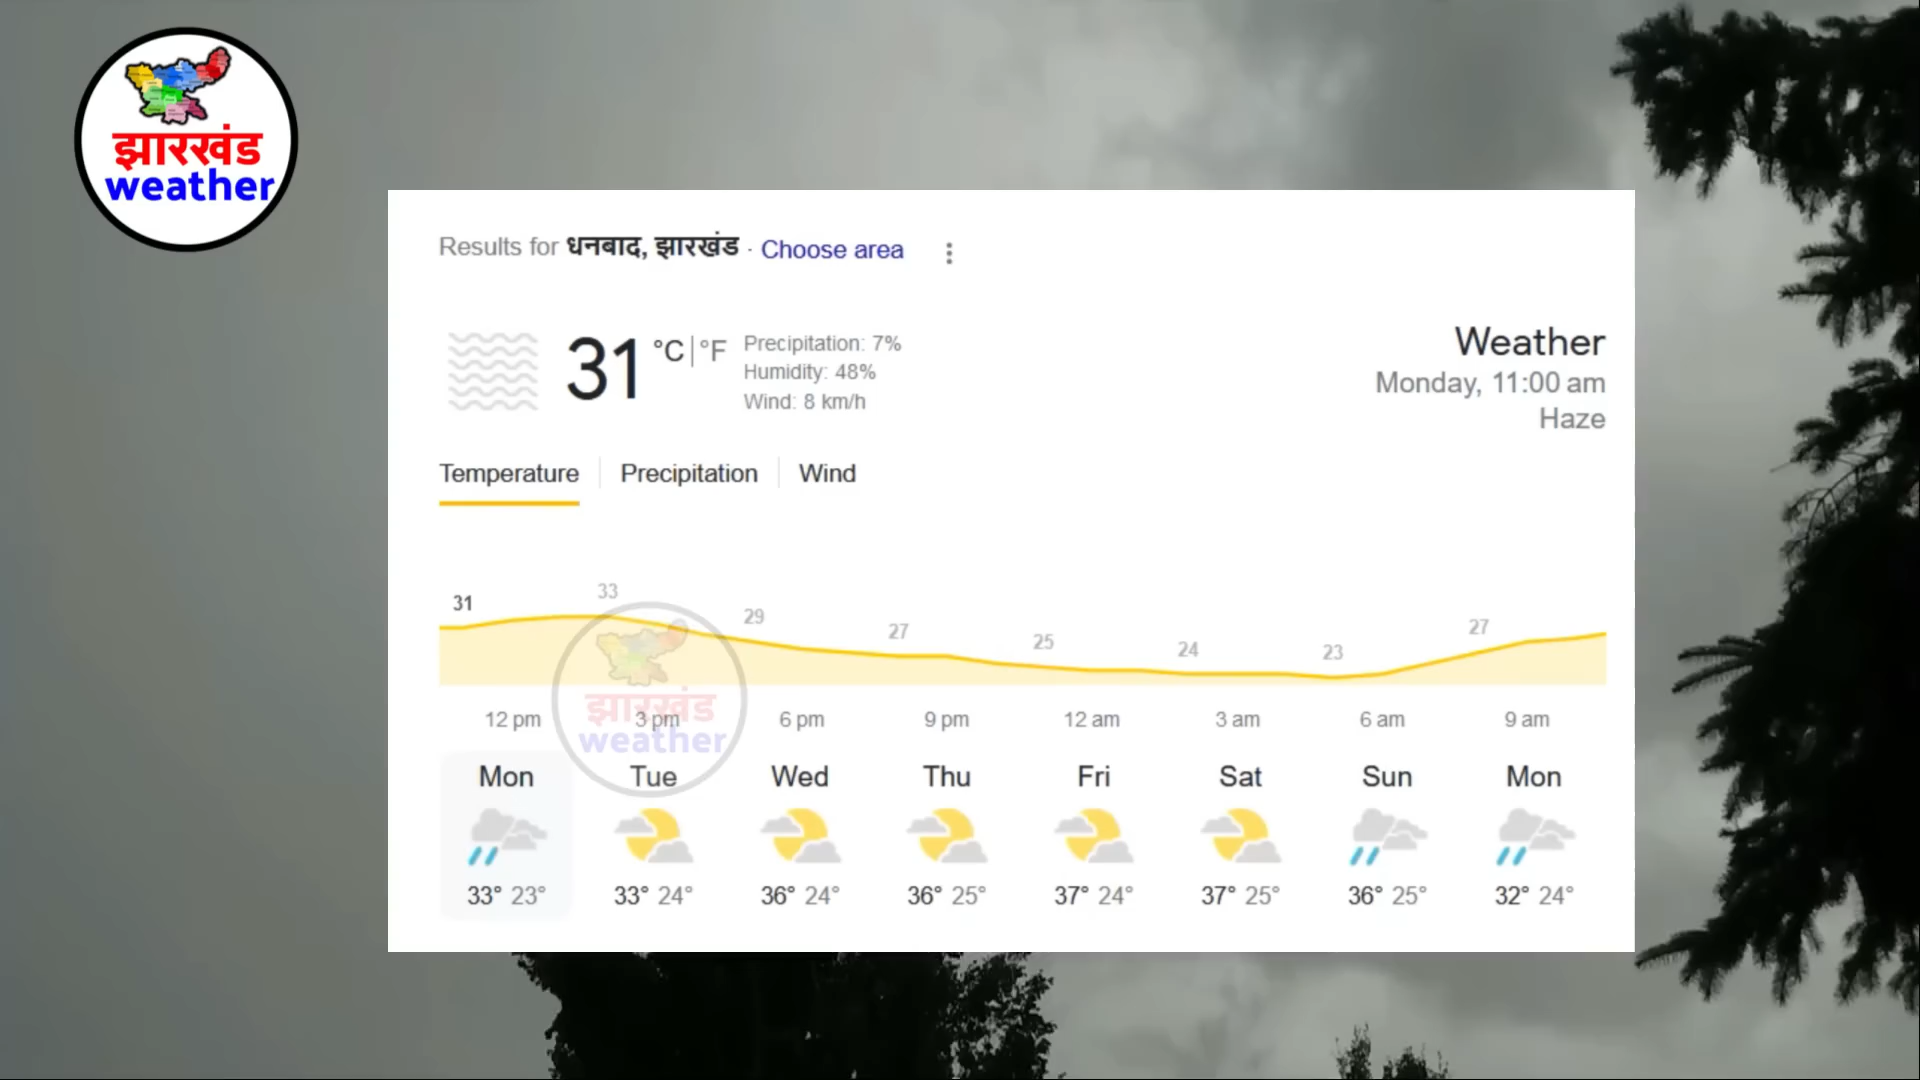 झारखंड
weather
Results for धनबाद, झारखंड · Choose area
31 °C | °F
Precipitation: 7%
Humidity: 48%
Wind: 8 km/h
Weather
Monday, 11:00 am
Haze
Temperature Precipitation Wind
31 33 29 27 25 24 23 27
झारखंड
weather
12 pm 3 pm 6 pm 9 pm 12 am 3 am 6 am 9 am
Mon Tue Wed Thu Fri Sat Sun Mon
33° 23° 33° 24° 36° 24° 36° 25° 37° 24° 37° 25° 36° 25° 32° 24°